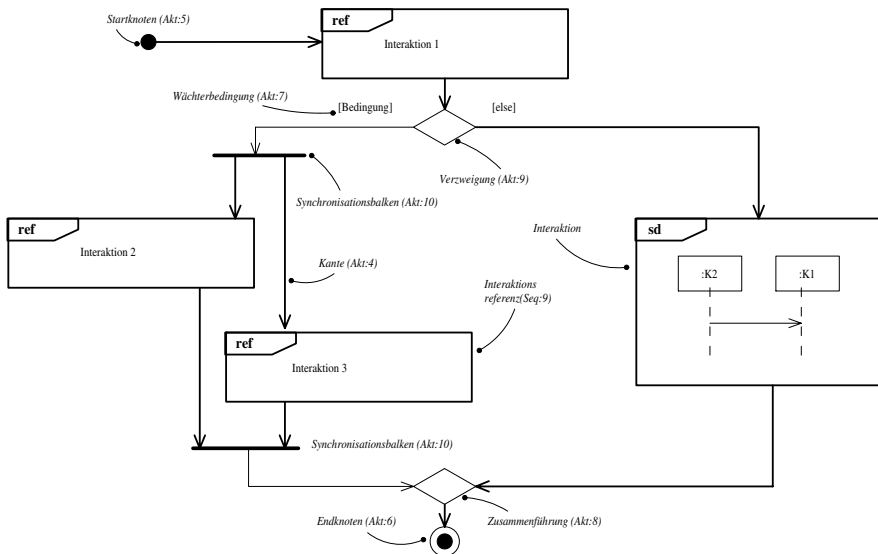 Startknoten (Akt:5)
ref
Interaktion 1
Wächterbedingung (Akt:7)
[Bedingung]
[else]
Verzweigung (Akt:9)
Synchronisationsbalken (Akt:10)
ref
Interaktion 2
Interaktion
sd
:K2
:K1
Kante (Akt:4)
Interaktions
referenz(Seq:9)
ref
Interaktion 3
Synchronisationsbalken (Akt:10)
Endknoten (Akt:6)
Zusammenführung (Akt:8)